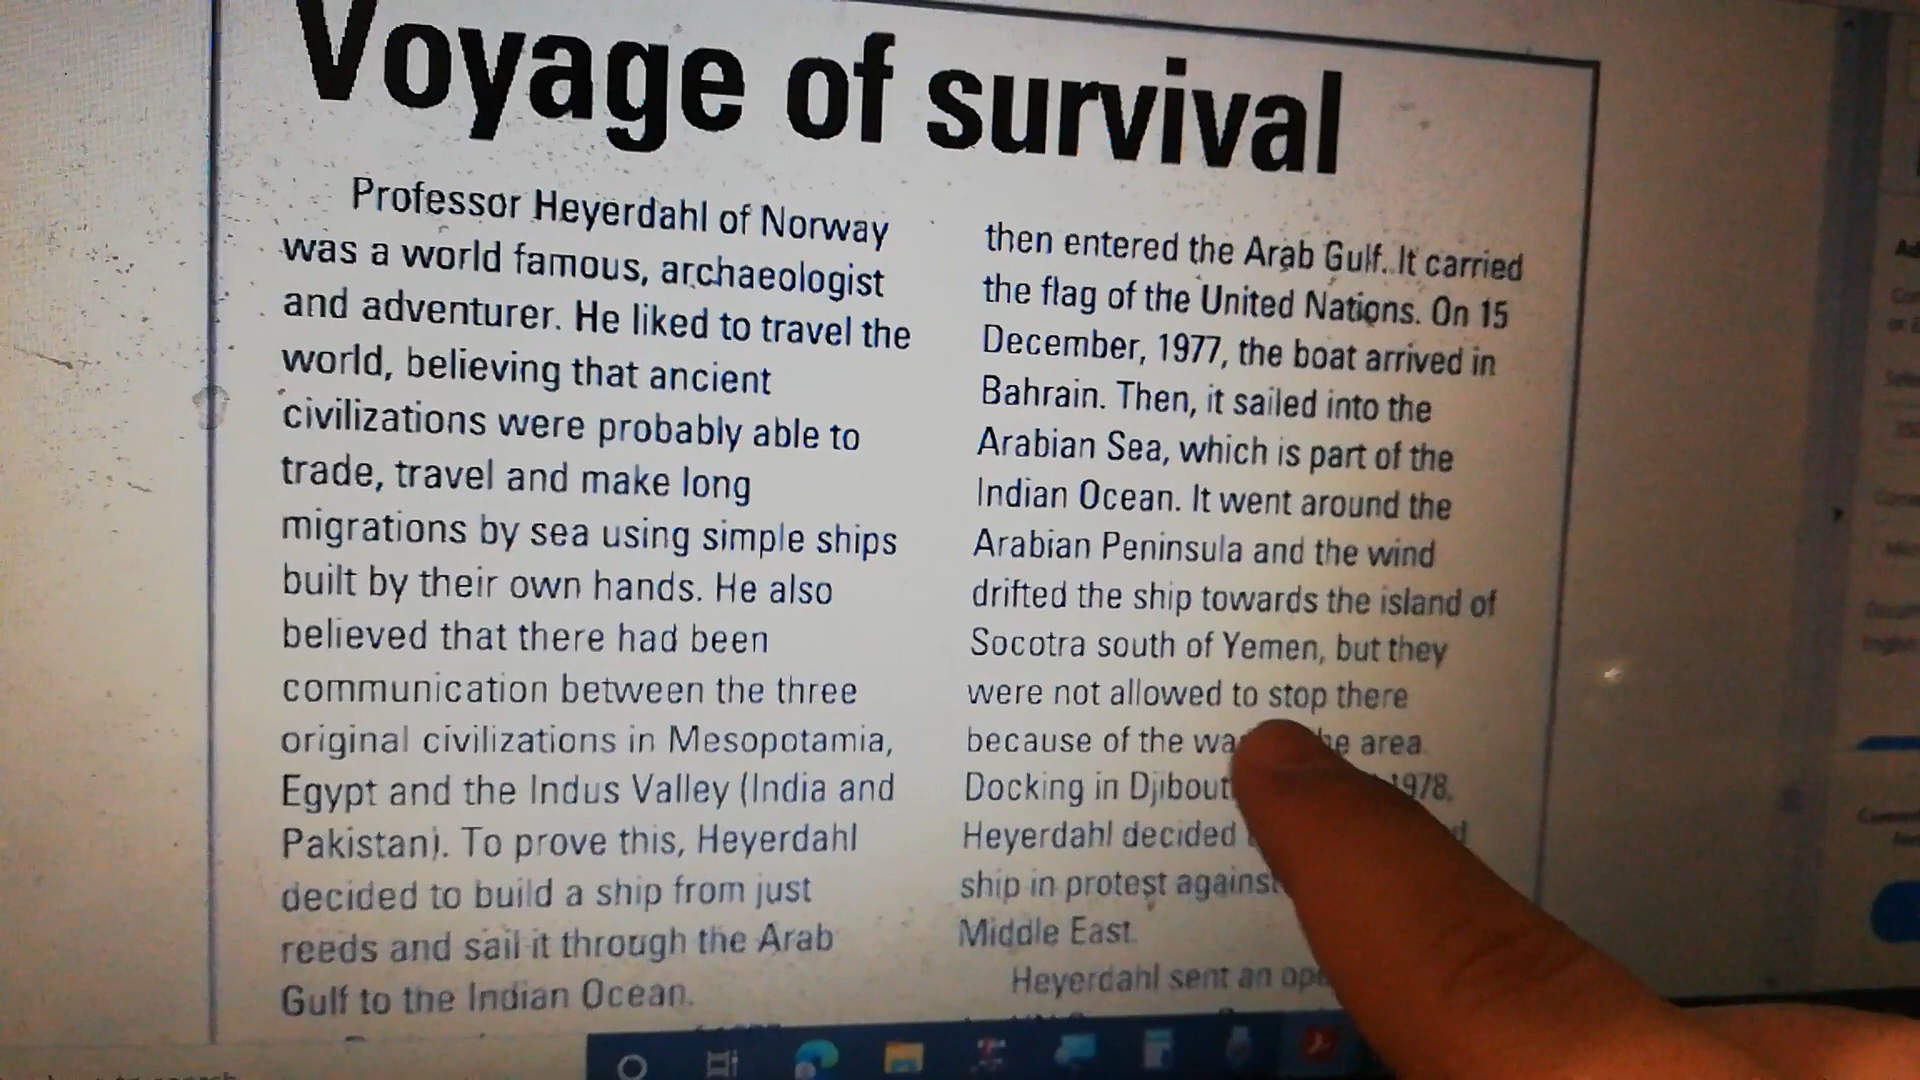 Voyage of survival
Professor Heyerdahl of Norway
was a world famous, archaeologist
and adventurer. He liked to travel the
world, believing that ancient
civilizations were probably able to
trade, travel and make long
migrations by sea using simple ships
built by their own hands. He also
believed that there had been
communication between the three
original civilizations in Mesopotamia,
Egypt and the Indus Valley (India and
Pakistan). To prove this, Heyerdahl
decided to build a ship from just
reeds and sail it through the Arab
Gulf to the Indian Ocean.
then entered the Arab Gulf. It carried
the flag of the United Nations. On 15
December, 1977, the boat arrived in
Bahrain. Then, it sailed into the
Arabian Sea, which is part of the
Indian Ocean. It went around the
Arabian Peninsula and the wind
drifted the ship towards the island of
Socotra south of Yemen, but they
were not allowed to stop there
because of the area
Docking in 1978,
Heyerdahl decided
ship in protest against
Middle East.
Heyerdahl sent an